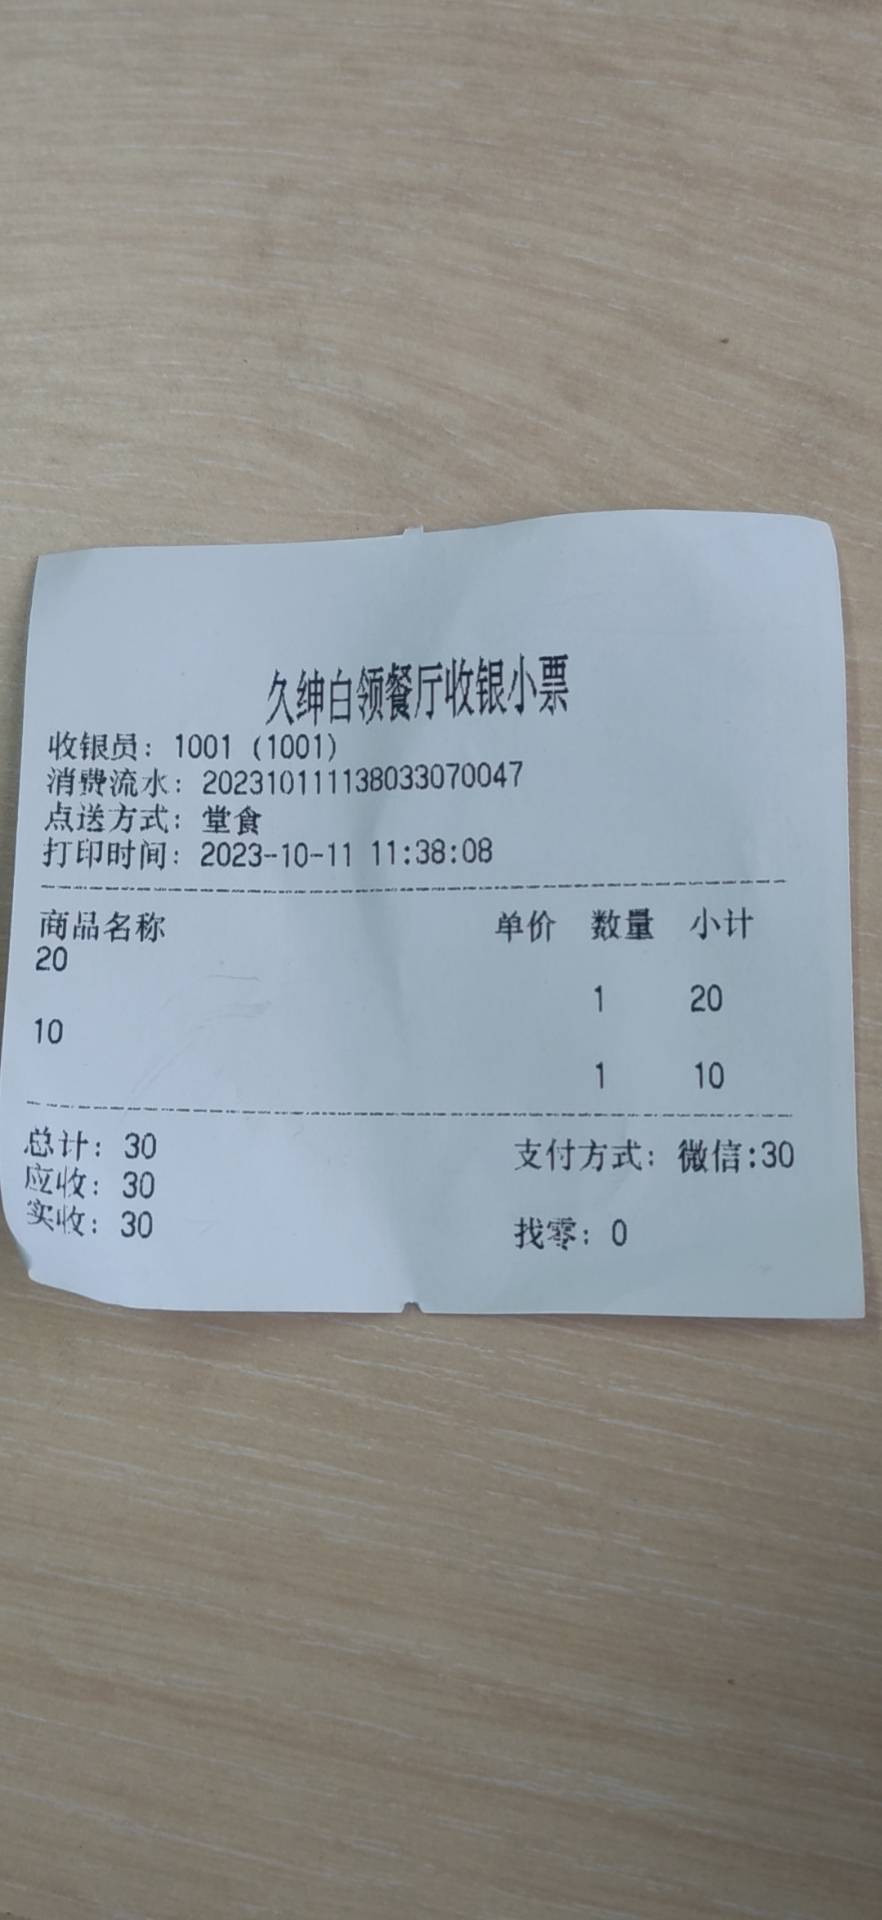 久绅白领餐厅收银小票
收银员: 1001 (1001)
消费流水: 202310111138033070047
点送方式: 堂食
打印时间: 2023-10-11 11:38:08
商品名称 单价 数量 小计
20
1 20
10
1 10
总计: 30 支付方式: 微信:30
应收: 30
实收: 30 找零: 0